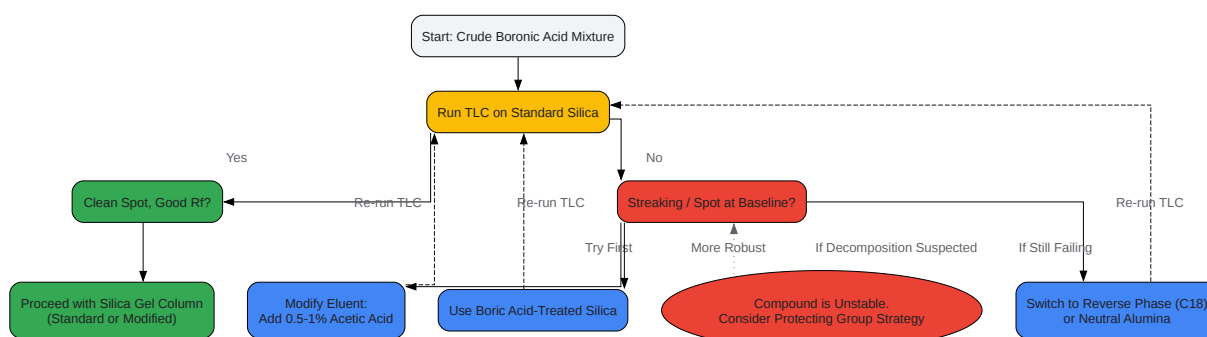 Start: Crude Boronic Acid Mixture
Run TLC on Standard Silica
Yes
No
Clean Spot, Good Rf?
Re-run TLC
Re-run TLC
Streaking / Spot at Baseline?
Re-run TLC
Try First
More Robust
If Decomposition Suspected
If Still Failing
Proceed with Silica Gel Column
(Standard or Modified)
Modify Eluent:
Add 0.5-1% Acetic Acid
Use Boric Acid-Treated Silica
Compound is Unstable.
Consider Protecting Group Strategy
Switch to Reverse Phase (C18)
or Neutral Alumina